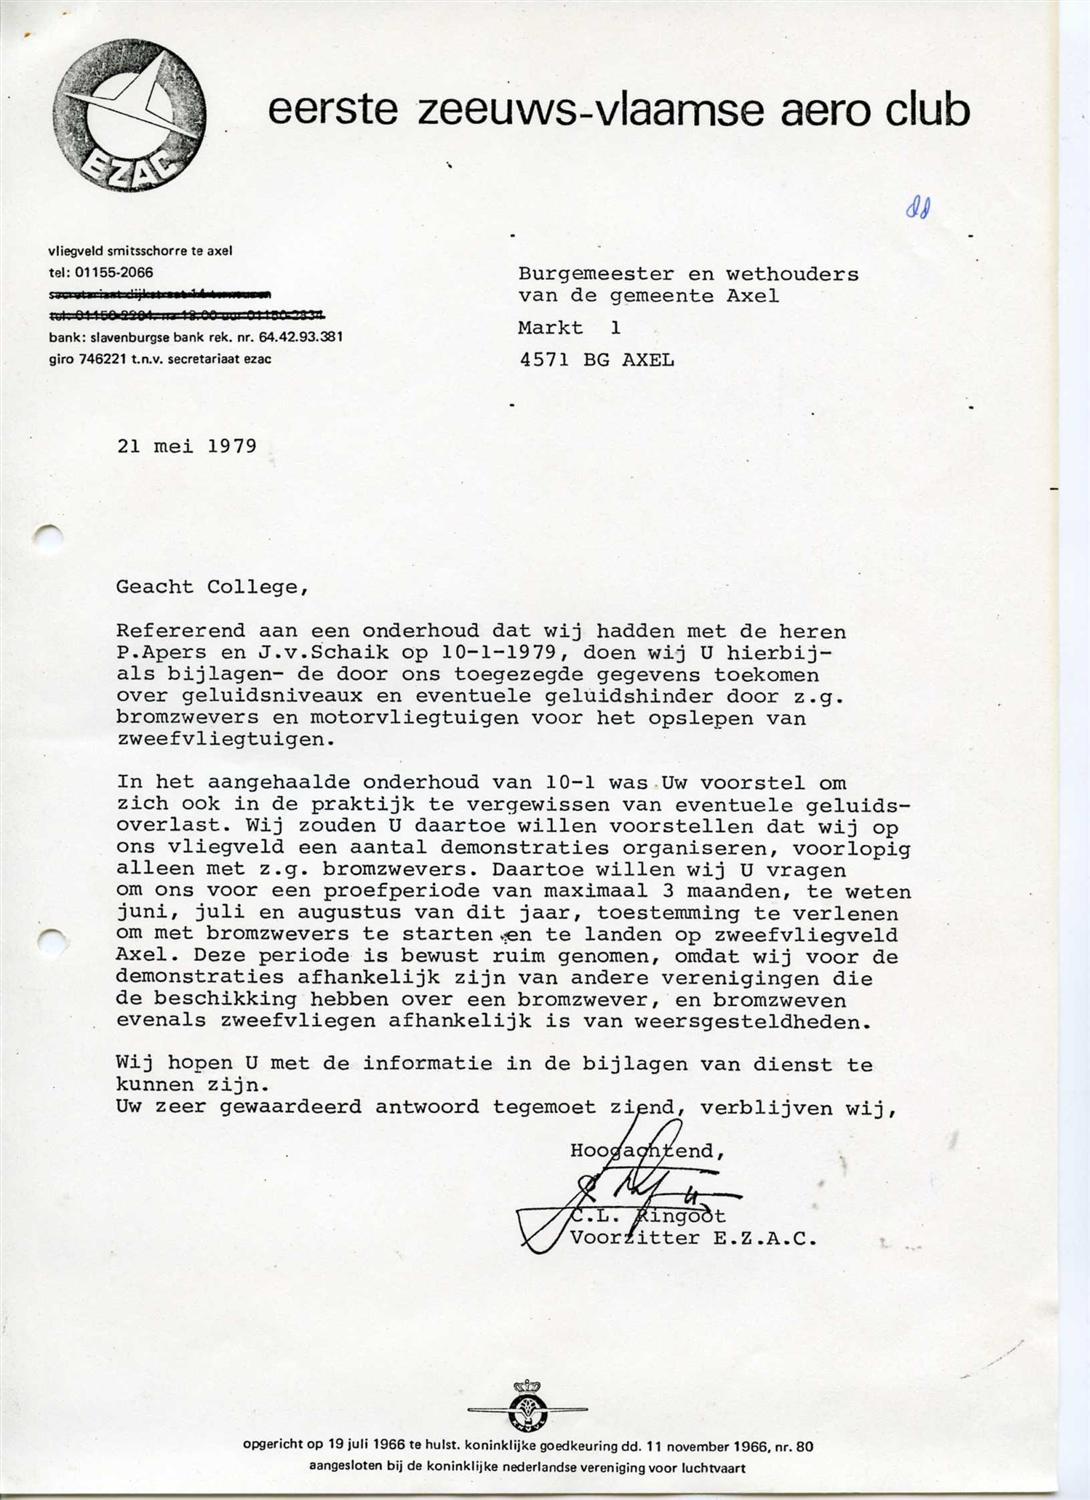 EZAC
eerste zeeuws-vlaamse aero club
vliegveld smitsschorre te axel
tel: 01155-2066
bank: slavenburgse bank rek. nr. 64.42.93.381
giro 746221 t.n.v. secretariaat ezac
Burgemeester en wethouders
van de gemeente Axel
Markt 1
4571 BG AXEL
21 mei 1979
Geacht College,
Refererend aan een onderhoud dat wij hadden met de heren
P.Apers en J.v.Schaik op 10-1-1979, doen wij U hierbij-
als bijlagen- de door ons toegezegde gegevens toekomen
over geluidsniveaux en eventuele geluidshinder door z.g.
bromzwevers en motorvliegtuigen voor het opslepen van
zweefvliegtuigen.
In het aangehaalde onderhoud van 10-1 was Uw voorstel om
zich ook in de praktijk te vergewissen van eventuele geluids-
overlast. Wij zouden U daartoe willen voorstellen dat wij op
ons vliegveld een aantal demonstraties organiseren, voorlopig
alleen met z.g. bromzwevers. Daartoe willen wij U vragen
om ons voor een proefperiode van maximaal 3 maanden, te weten
juni, juli en augustus van dit jaar, toestemming te verlenen
om met bromzwevers te starten en te landen op zweefvliegveld
Axel. Deze periode is bewust ruim genomen, omdat wij voor de
demonstraties afhankelijk zijn van andere verenigingen die
de beschikking hebben over een bromzwever, en bromzweven
evenals zweefvliegen afhankelijk is van weersgesteldheden.
Wij hopen U met de informatie in de bijlagen van dienst te
kunnen zijn.
Uw zeer gewaardeerd antwoord tegemoet ziend, verblijven wij,
Hoogachtend,
C.L. Ringoot
Voorzitter E.Z.A.C.
opgericht op 19 juli 1966 te hulst. koninklijke goedkeuring dd. 11 november 1966, nr. 80
aangesloten bij de koninklijke nederlandse vereniging voor luchtvaart